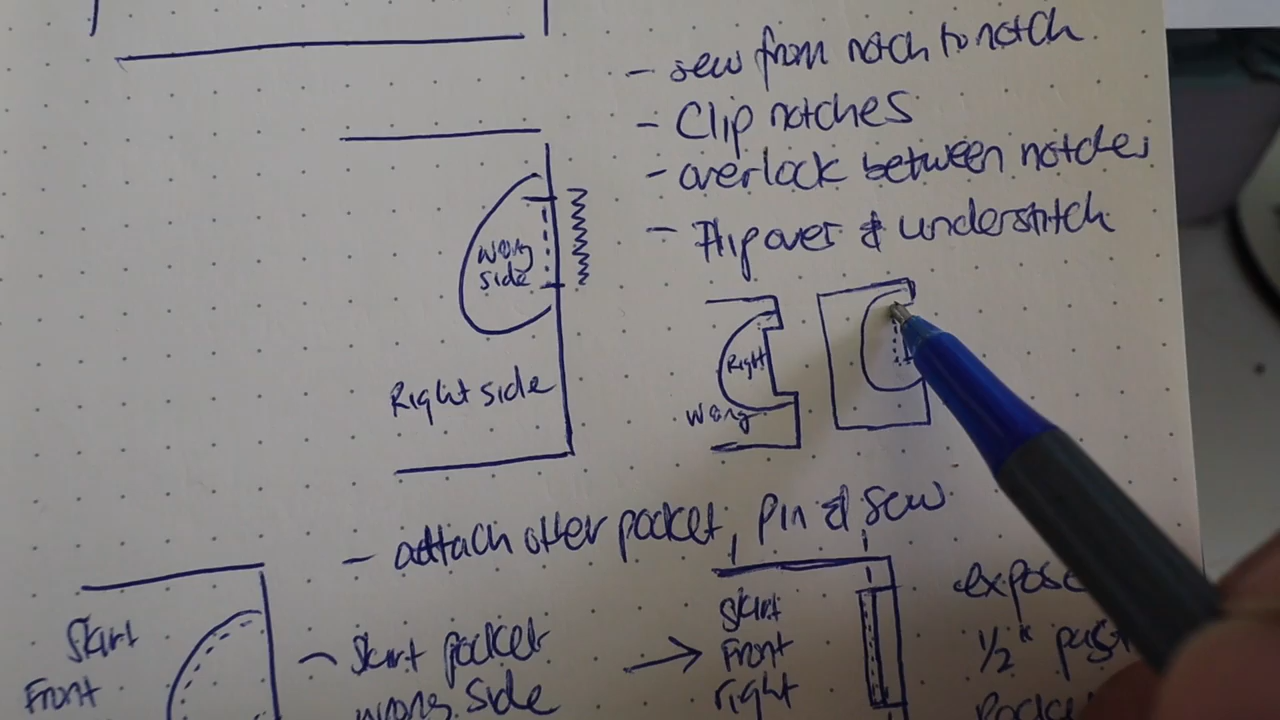 - sew from notch to notch
- Clip notches
- overlock between notches
- Flip over & understitch
wrong
side
Right side
Right
wrong
- attach other pocket, pin & sew
Skirt
Front
- Skirt pocket
wrong side
Skirt
Front
right
expose
1/2"